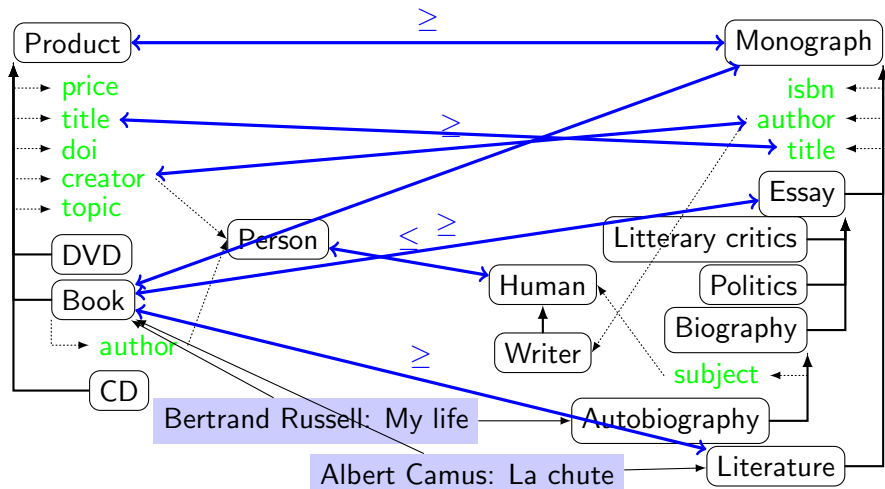 ≥
Product
Monograph
price
isbn
title
≥
author
doi
title
creator
topic
Essay
Person
≤
≥
Litterary critics
DVD
Human
Politics
Book
Biography
author
Writer
≥
subject
CD
Bertrand Russell: My life
Autobiography
Albert Camus: La chute
Literature